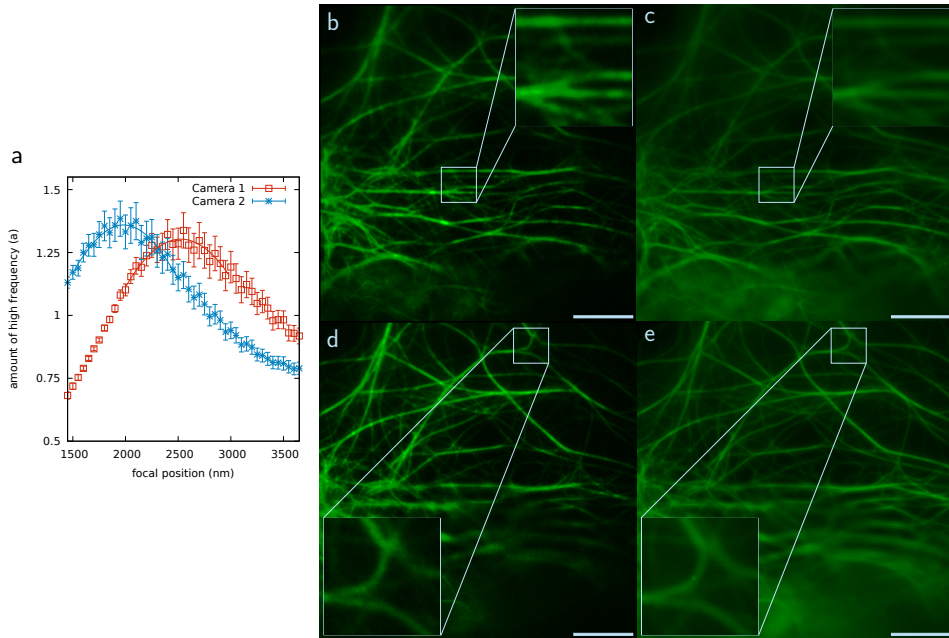 a
amount of high frequency (a)
1.5
1.25
1
0.75
0.5
Camera 1
Camera 2
1500 2000 2500 3000 3500
focal position (nm)
b
c
d
e